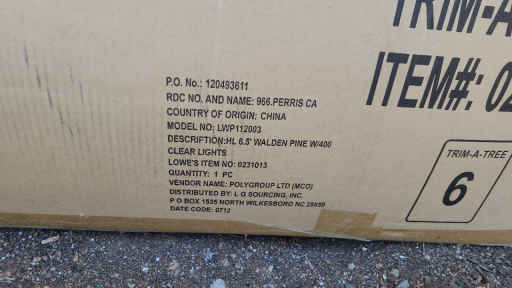 TRIM-A
ITEM#: 02
P.O. No.: 120493611
RDC NO. AND NAME: 966.PERRIS CA
COUNTRY OF ORIGIN: CHINA
MODEL NO: LWP112003
DESCRIPTION:HL 6.5' WALDEN PINE W/400
CLEAR LIGHTS
LOWE'S ITEM NO: 0231013
QUANTITY: 1 PC
VENDOR NAME: POLYGROUP LTD (MCO)
DISTRIBUTED BY: L G SOURCING, INC.
P O BOX 1535 NORTH WILKESBORO NC 28659
DATE CODE: 0712
TRIM-A-TREE
6